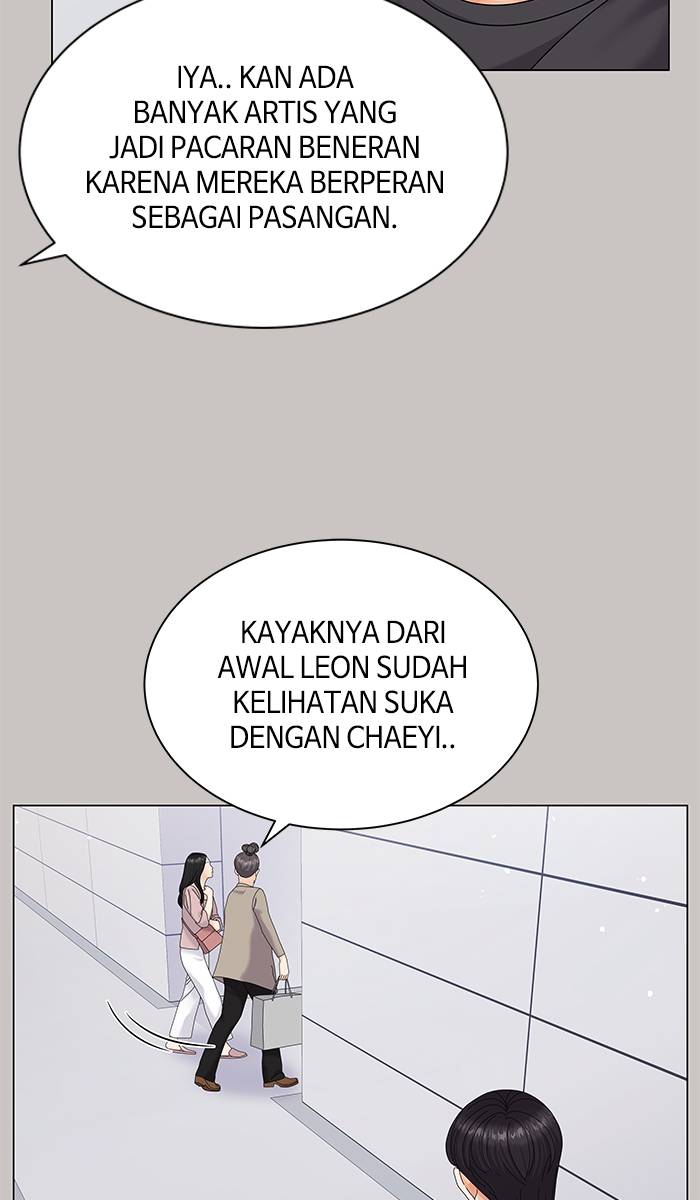 IYA.. KAN ADA
BANYAK ARTIS YANG
JADI PACARAN BENERAN
KARENA MEREKA BERPERAN
SEBAGAI PASANGAN.
KAYAKNYA DARI
AWAL LEON SUDAH
KELIHATAN SUKA
DENGAN CHAEYI..